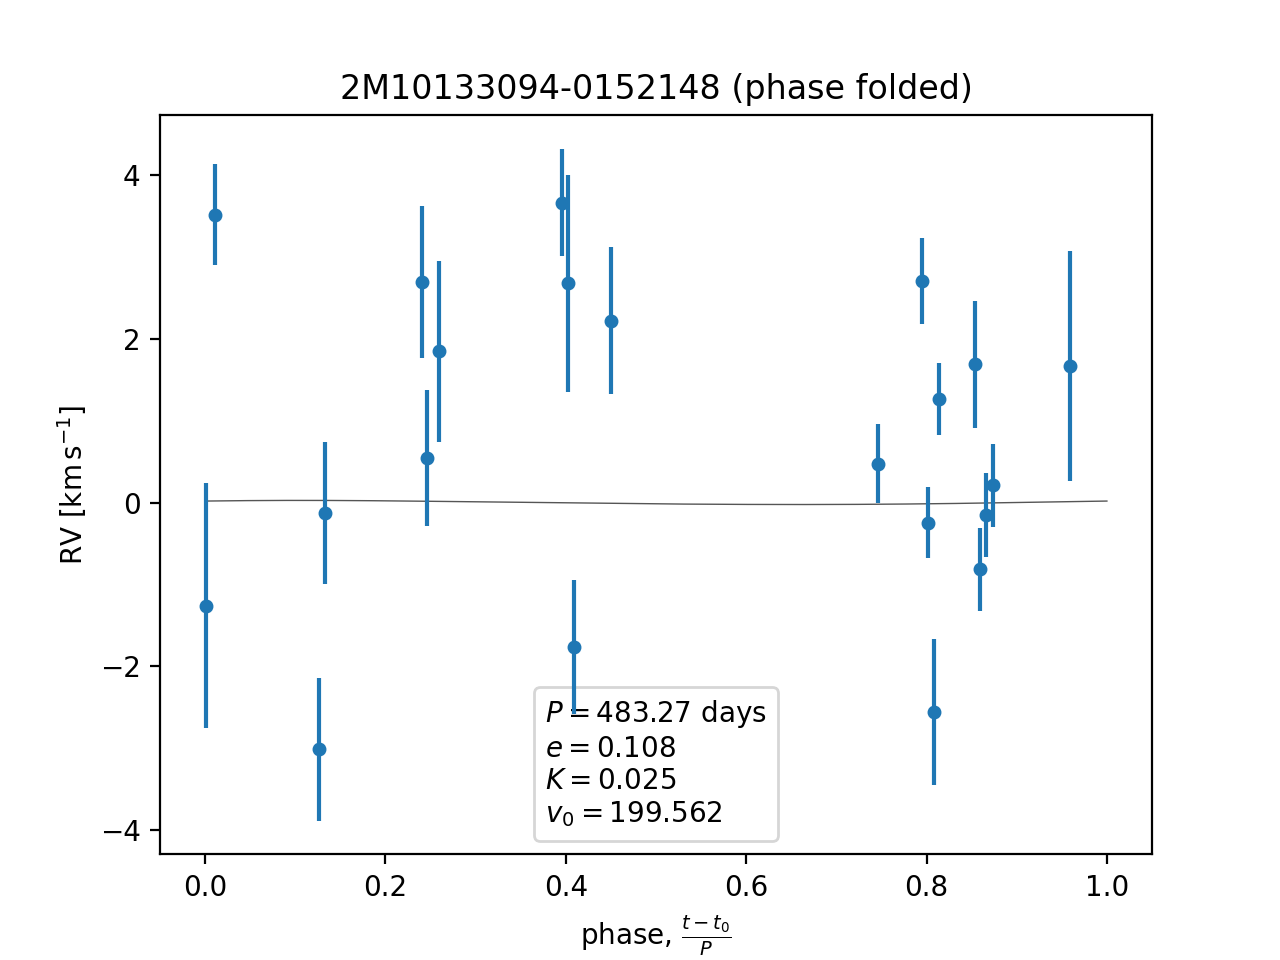 2M10133094-0152148 (phase folded)
4
2
0
−2
−4
RV [km s⁻¹]
P = 483.27 days
e = 0.108
K = 0.025
v₀ = 199.562
0.0 0.2 0.4 0.6 0.8 1.0
phase, (t − t₀)/P